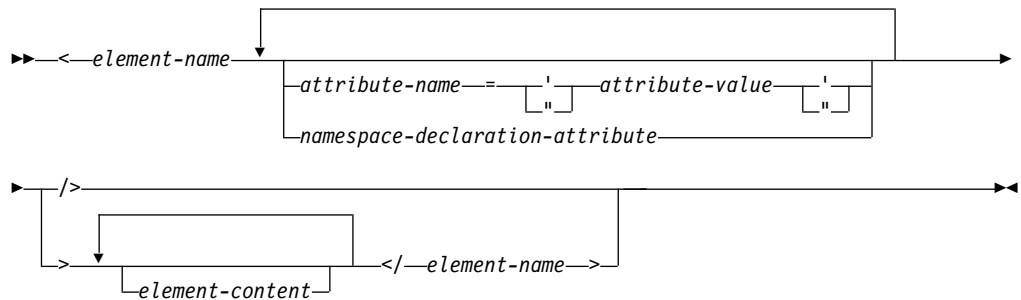 < element-name
attribute-name = ' attribute-value '
" "
namespace-declaration-attribute
/>
> </ element-name >
element-content